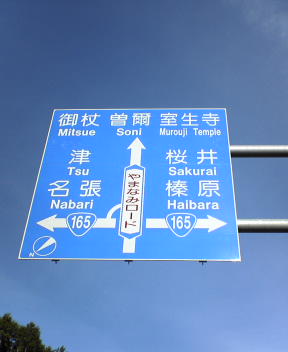 御杖 曽爾 室生寺
Mitsue Soni Murouji Temple
津 桜井
Tsu Sakurai
名張 榛原
Nabari Haibara
やまなみロード
165 165
N